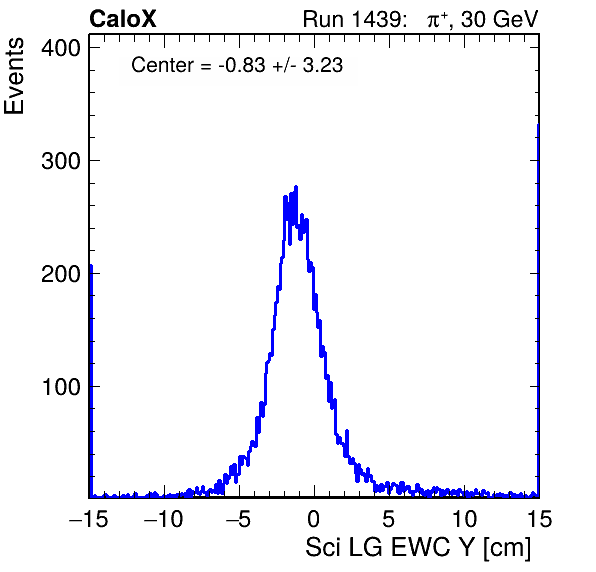 CaloX Run 1439: π⁺, 30 GeV
Center = -0.83 +/- 3.23
Events
400
300
200
100
−15 −10 −5 0 5 10 15
Sci LG EWC Y [cm]